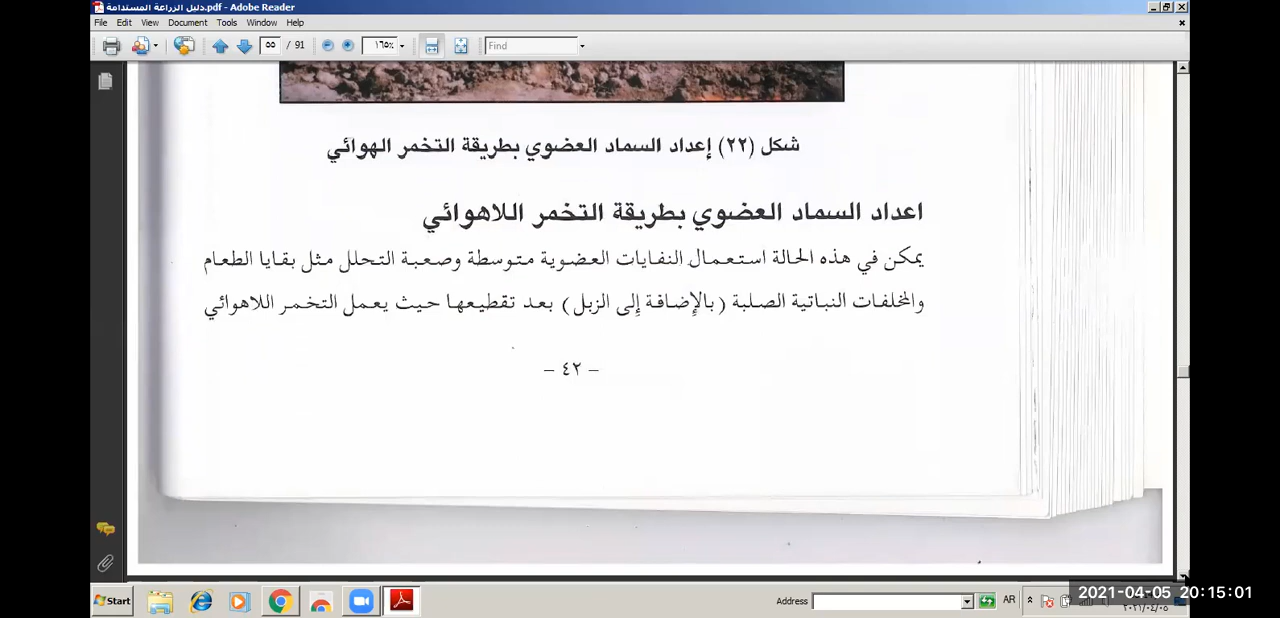 دليل الزراعة المستدامة.pdf - Adobe Reader
File Edit View Document Tools Window Help
٥٥ / 91 ١٦٥٪ Find
شكل (٢٢) إعداد السماد العضوي بطريقة التخمر الهوائي
اعداد السماد العضوي بطريقة التخمر اللاهوائي
يمكن في هذه الحالة استعمال النفايات العضوية متوسطة وصعبة التحلل مثل بقايا الطعام
والمخلفات النباتية الصلبة (بالإضافة إلى الزبل) بعد تقطيعها حيث يعمل التخمر اللاهوائي
– ٤٢ –
Start Address AR
2021-04-05 20:15:01
٢٠٢١/٠٤/٠٥